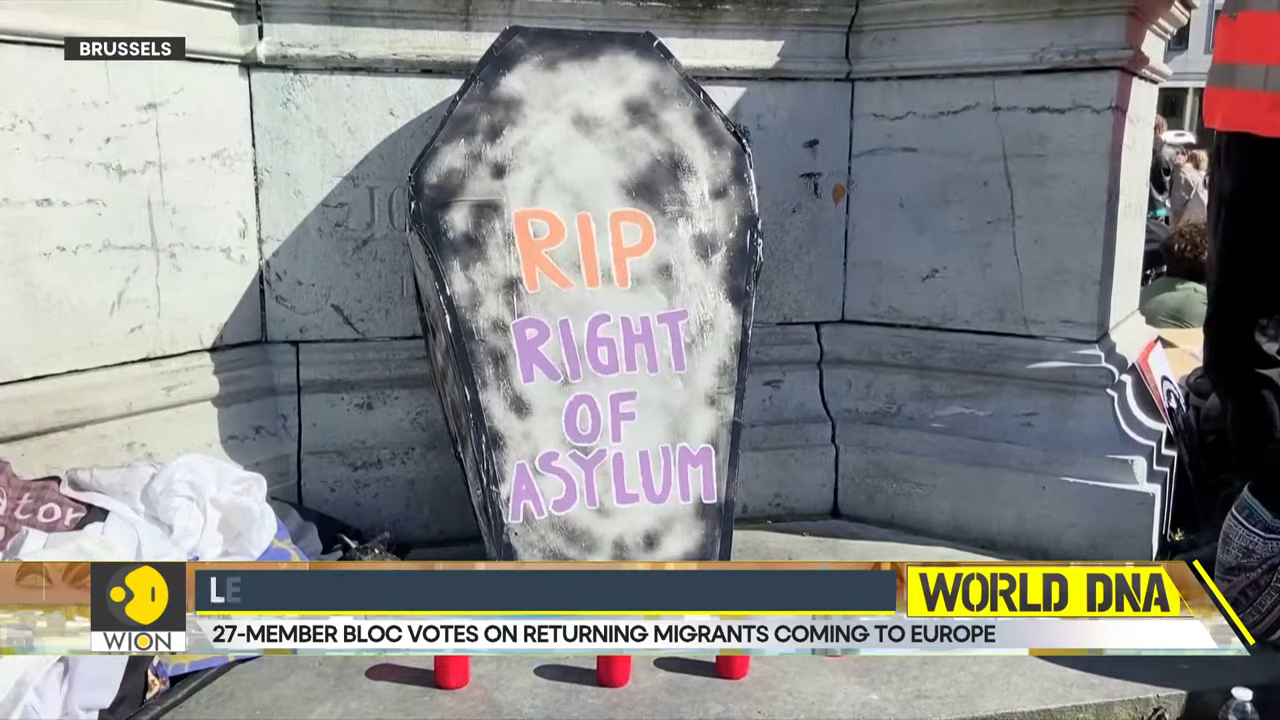 BRUSSELS
RIP
RIGHT
OF
ASYLUM
LE
WORLD DNA
WION
27-MEMBER BLOC VOTES ON RETURNING MIGRANTS COMING TO EUROPE